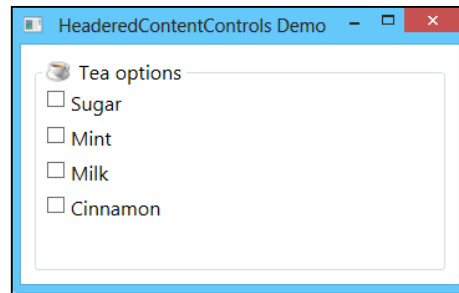 HeaderedContentControls Demo
Tea options
Sugar
Mint
Milk
Cinnamon